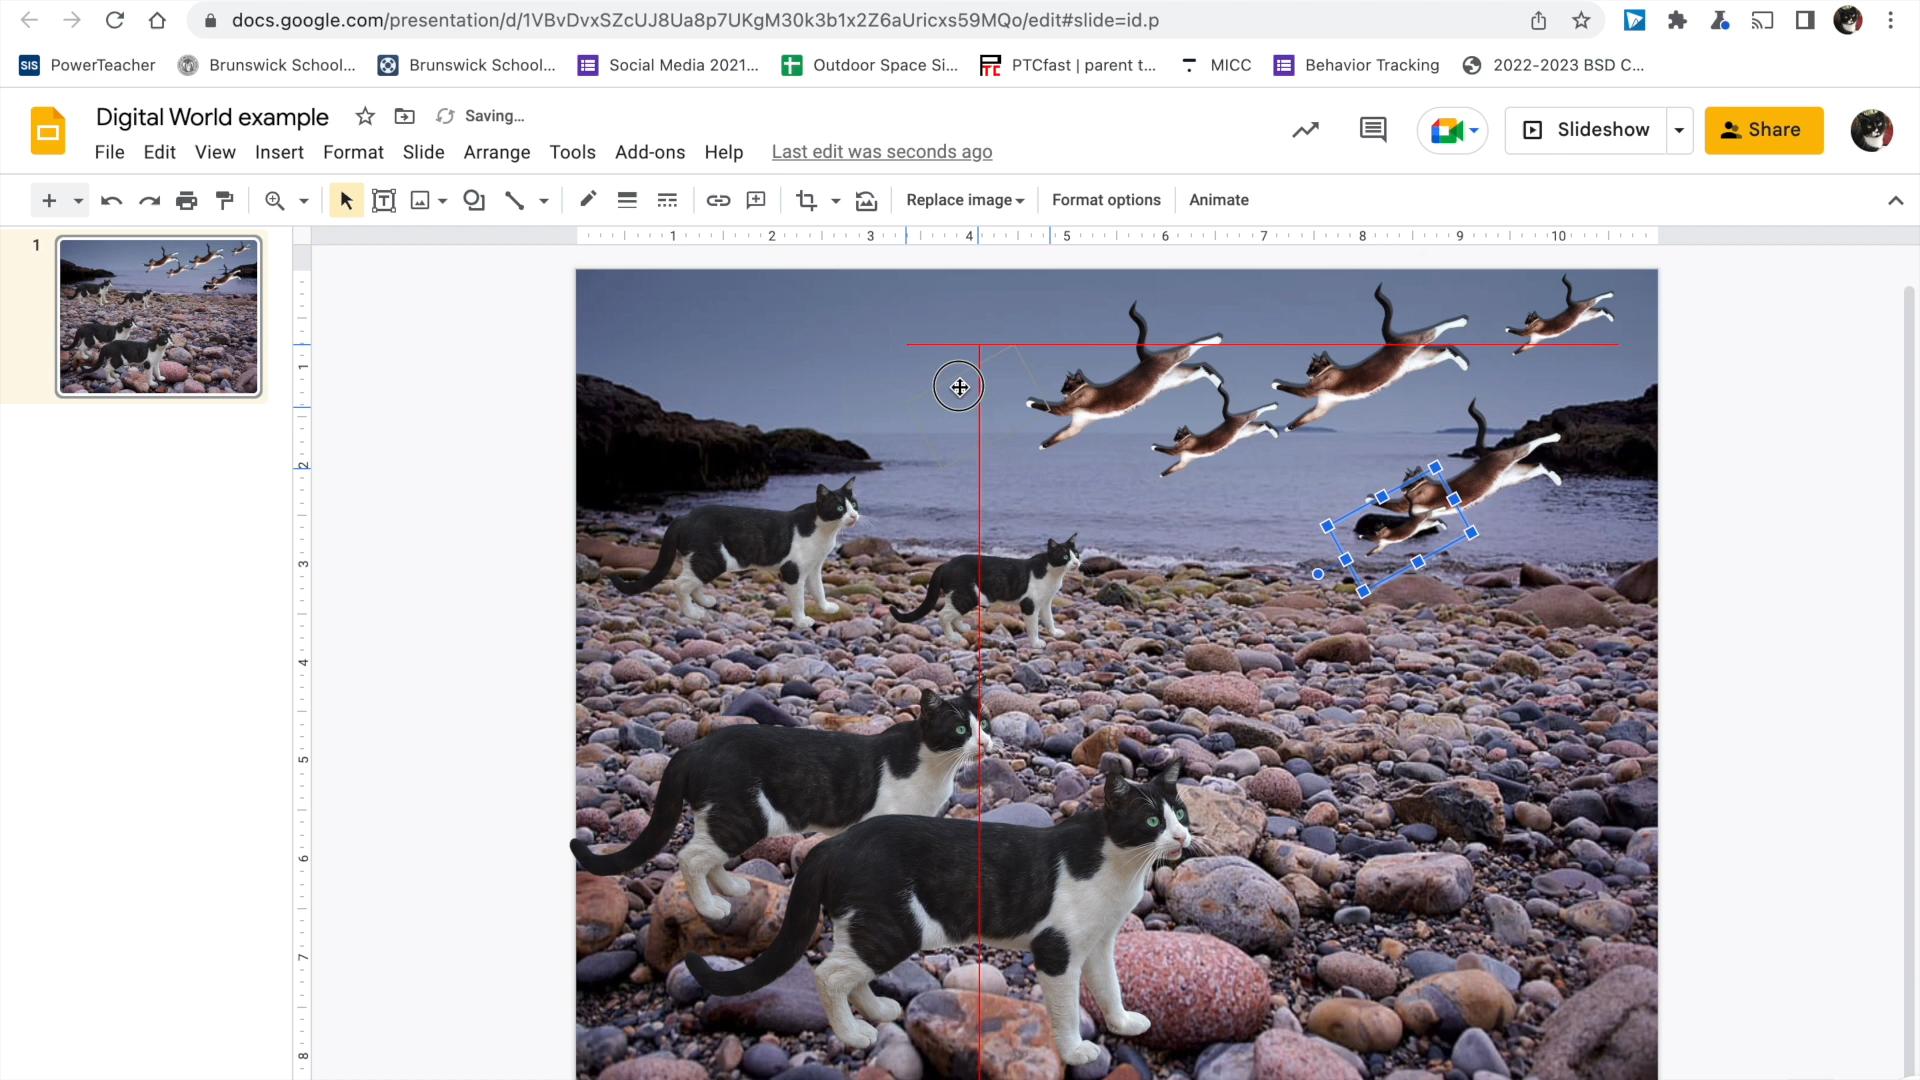 docs.google.com/presentation/d/1VBvDvxSZcUJ8Ua8p7UKgM30k3b1x2Z6aUricxs59MQo/edit#slide=id.p
SIS PowerTeacher Brunswick School... Brunswick School... Social Media 2021... Outdoor Space Si... PTC PTCfast | parent t... MICC Behavior Tracking 2022-2023 BSD C...
Digital World example Saving...
File Edit View Insert Format Slide Arrange Tools Add-ons Help Last edit was seconds ago
Slideshow Share
Replace image Format options Animate
1 2 3 4 5 6 7 8 9 10
1
1
2
3
4
5
6
7
8